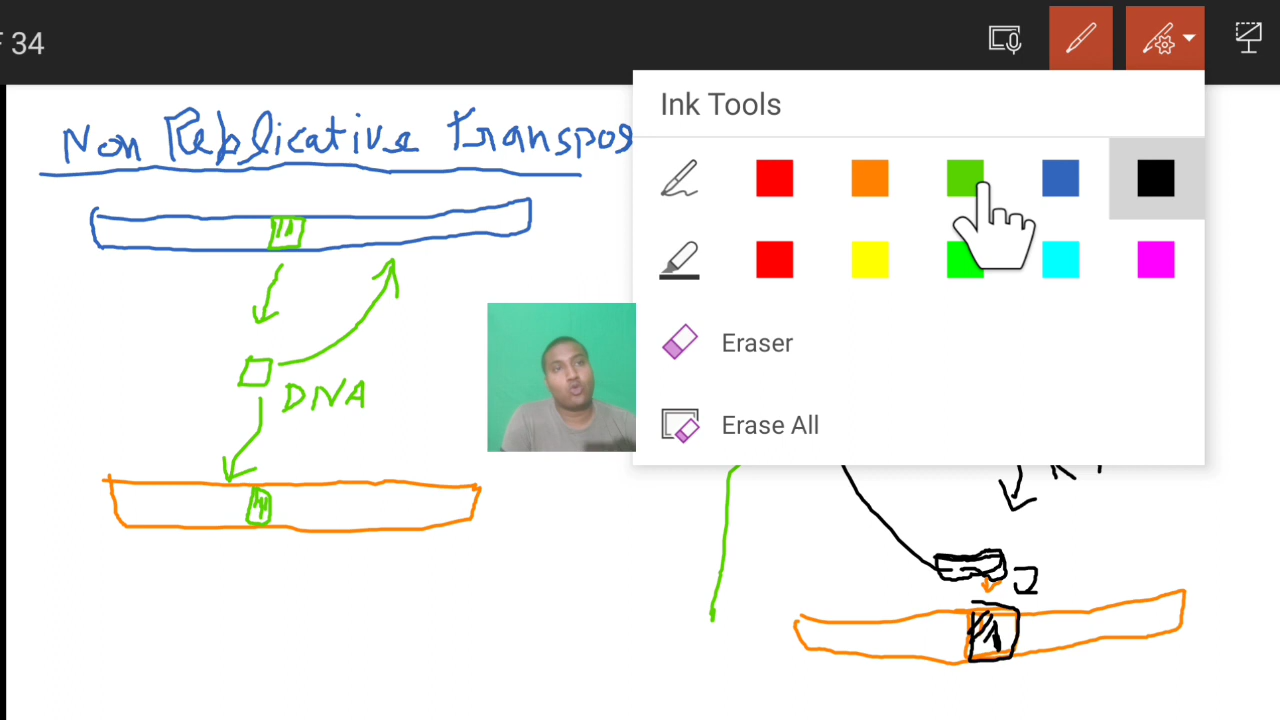 34
Ink Tools
Non Replicative transpos
Eraser
DNA
Erase All